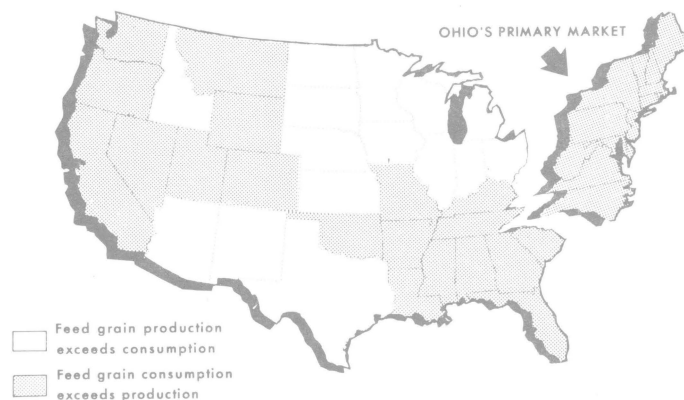 OHIO'S PRIMARY MARKET
Feed grain production
exceeds consumption
Feed grain consumption
exceeds production